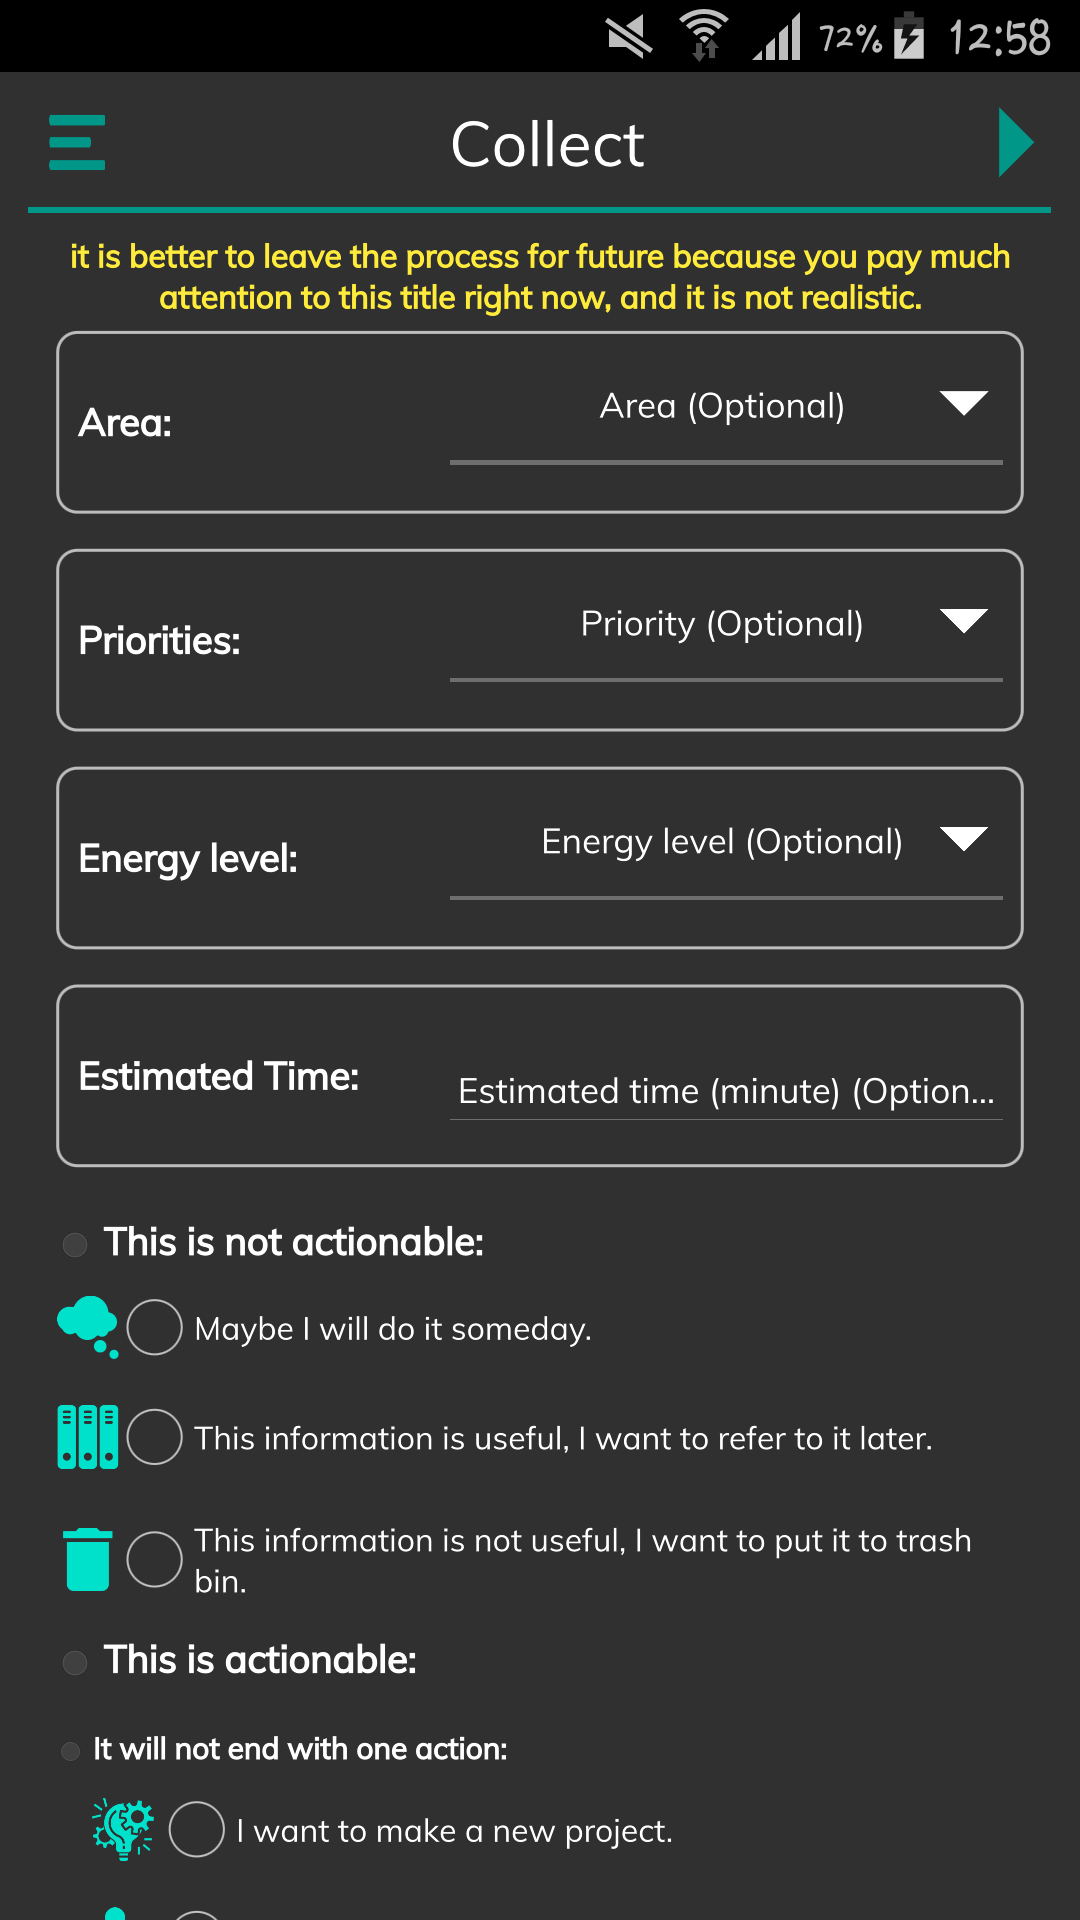 72% 12:58
Collect
it is better to leave the process for future because you pay much
attention to this title right now, and it is not realistic.
Area:
Area (Optional)
Priorities:
Priority (Optional)
Energy level:
Energy level (Optional)
Estimated Time:
Estimated time (minute) (Option...
This is not actionable:
Maybe I will do it someday.
This information is useful, I want to refer to it later.
This information is not useful, I want to put it to trash
bin.
This is actionable:
It will not end with one action:
I want to make a new project.